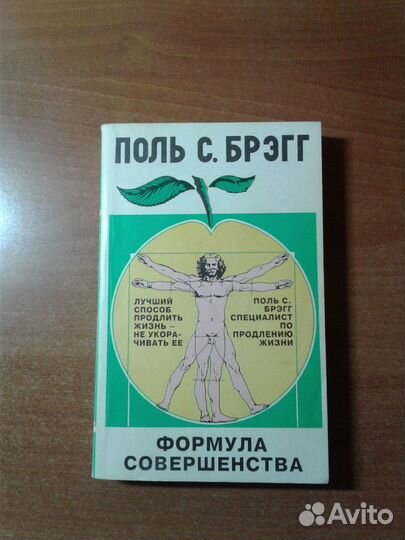 ПОЛЬ С. БРЭГГ
ЛУЧШИЙ
СПОСОБ
ПРОДЛИТЬ
ЖИЗНЬ –
НЕ УКОРА-
ЧИВАТЬ ЕЕ
ПОЛЬ С.
БРЭГГ
СПЕЦИАЛИСТ
ПО
ПРОДЛЕНИЮ
ЖИЗНИ
ФОРМУЛА
СОВЕРШЕНСТВА
Avito